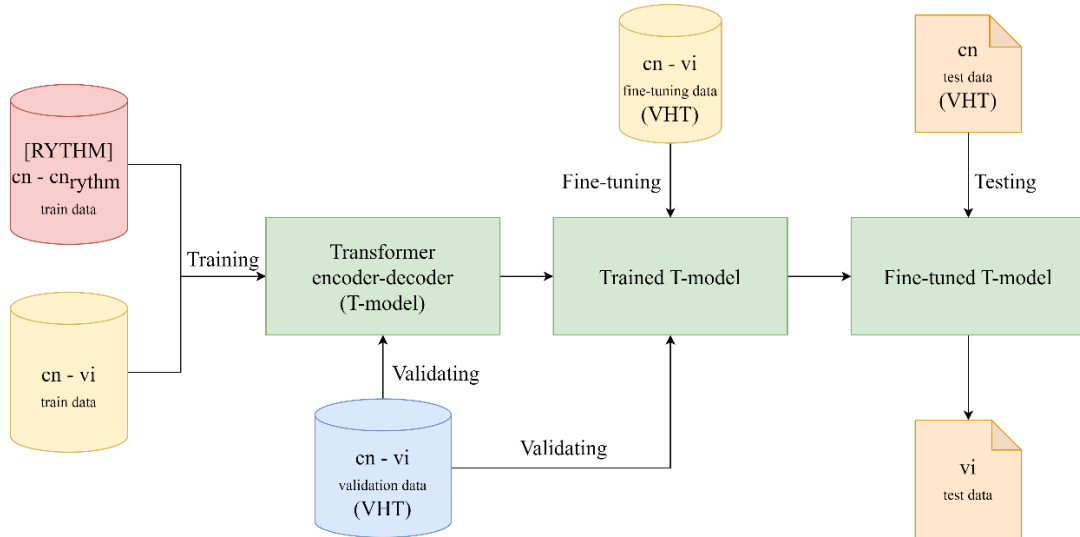 [RYTHM]
cn - cn_rythm
train data
cn - vi
train data
Training
Transformer
encoder-decoder
(T-model)
Validating
cn - vi
validation data
(VHT)
Validating
cn - vi
fine-tuning data
(VHT)
Fine-tuning
Trained T-model
cn
test data
(VHT)
Testing
Fine-tuned T-model
vi
test data